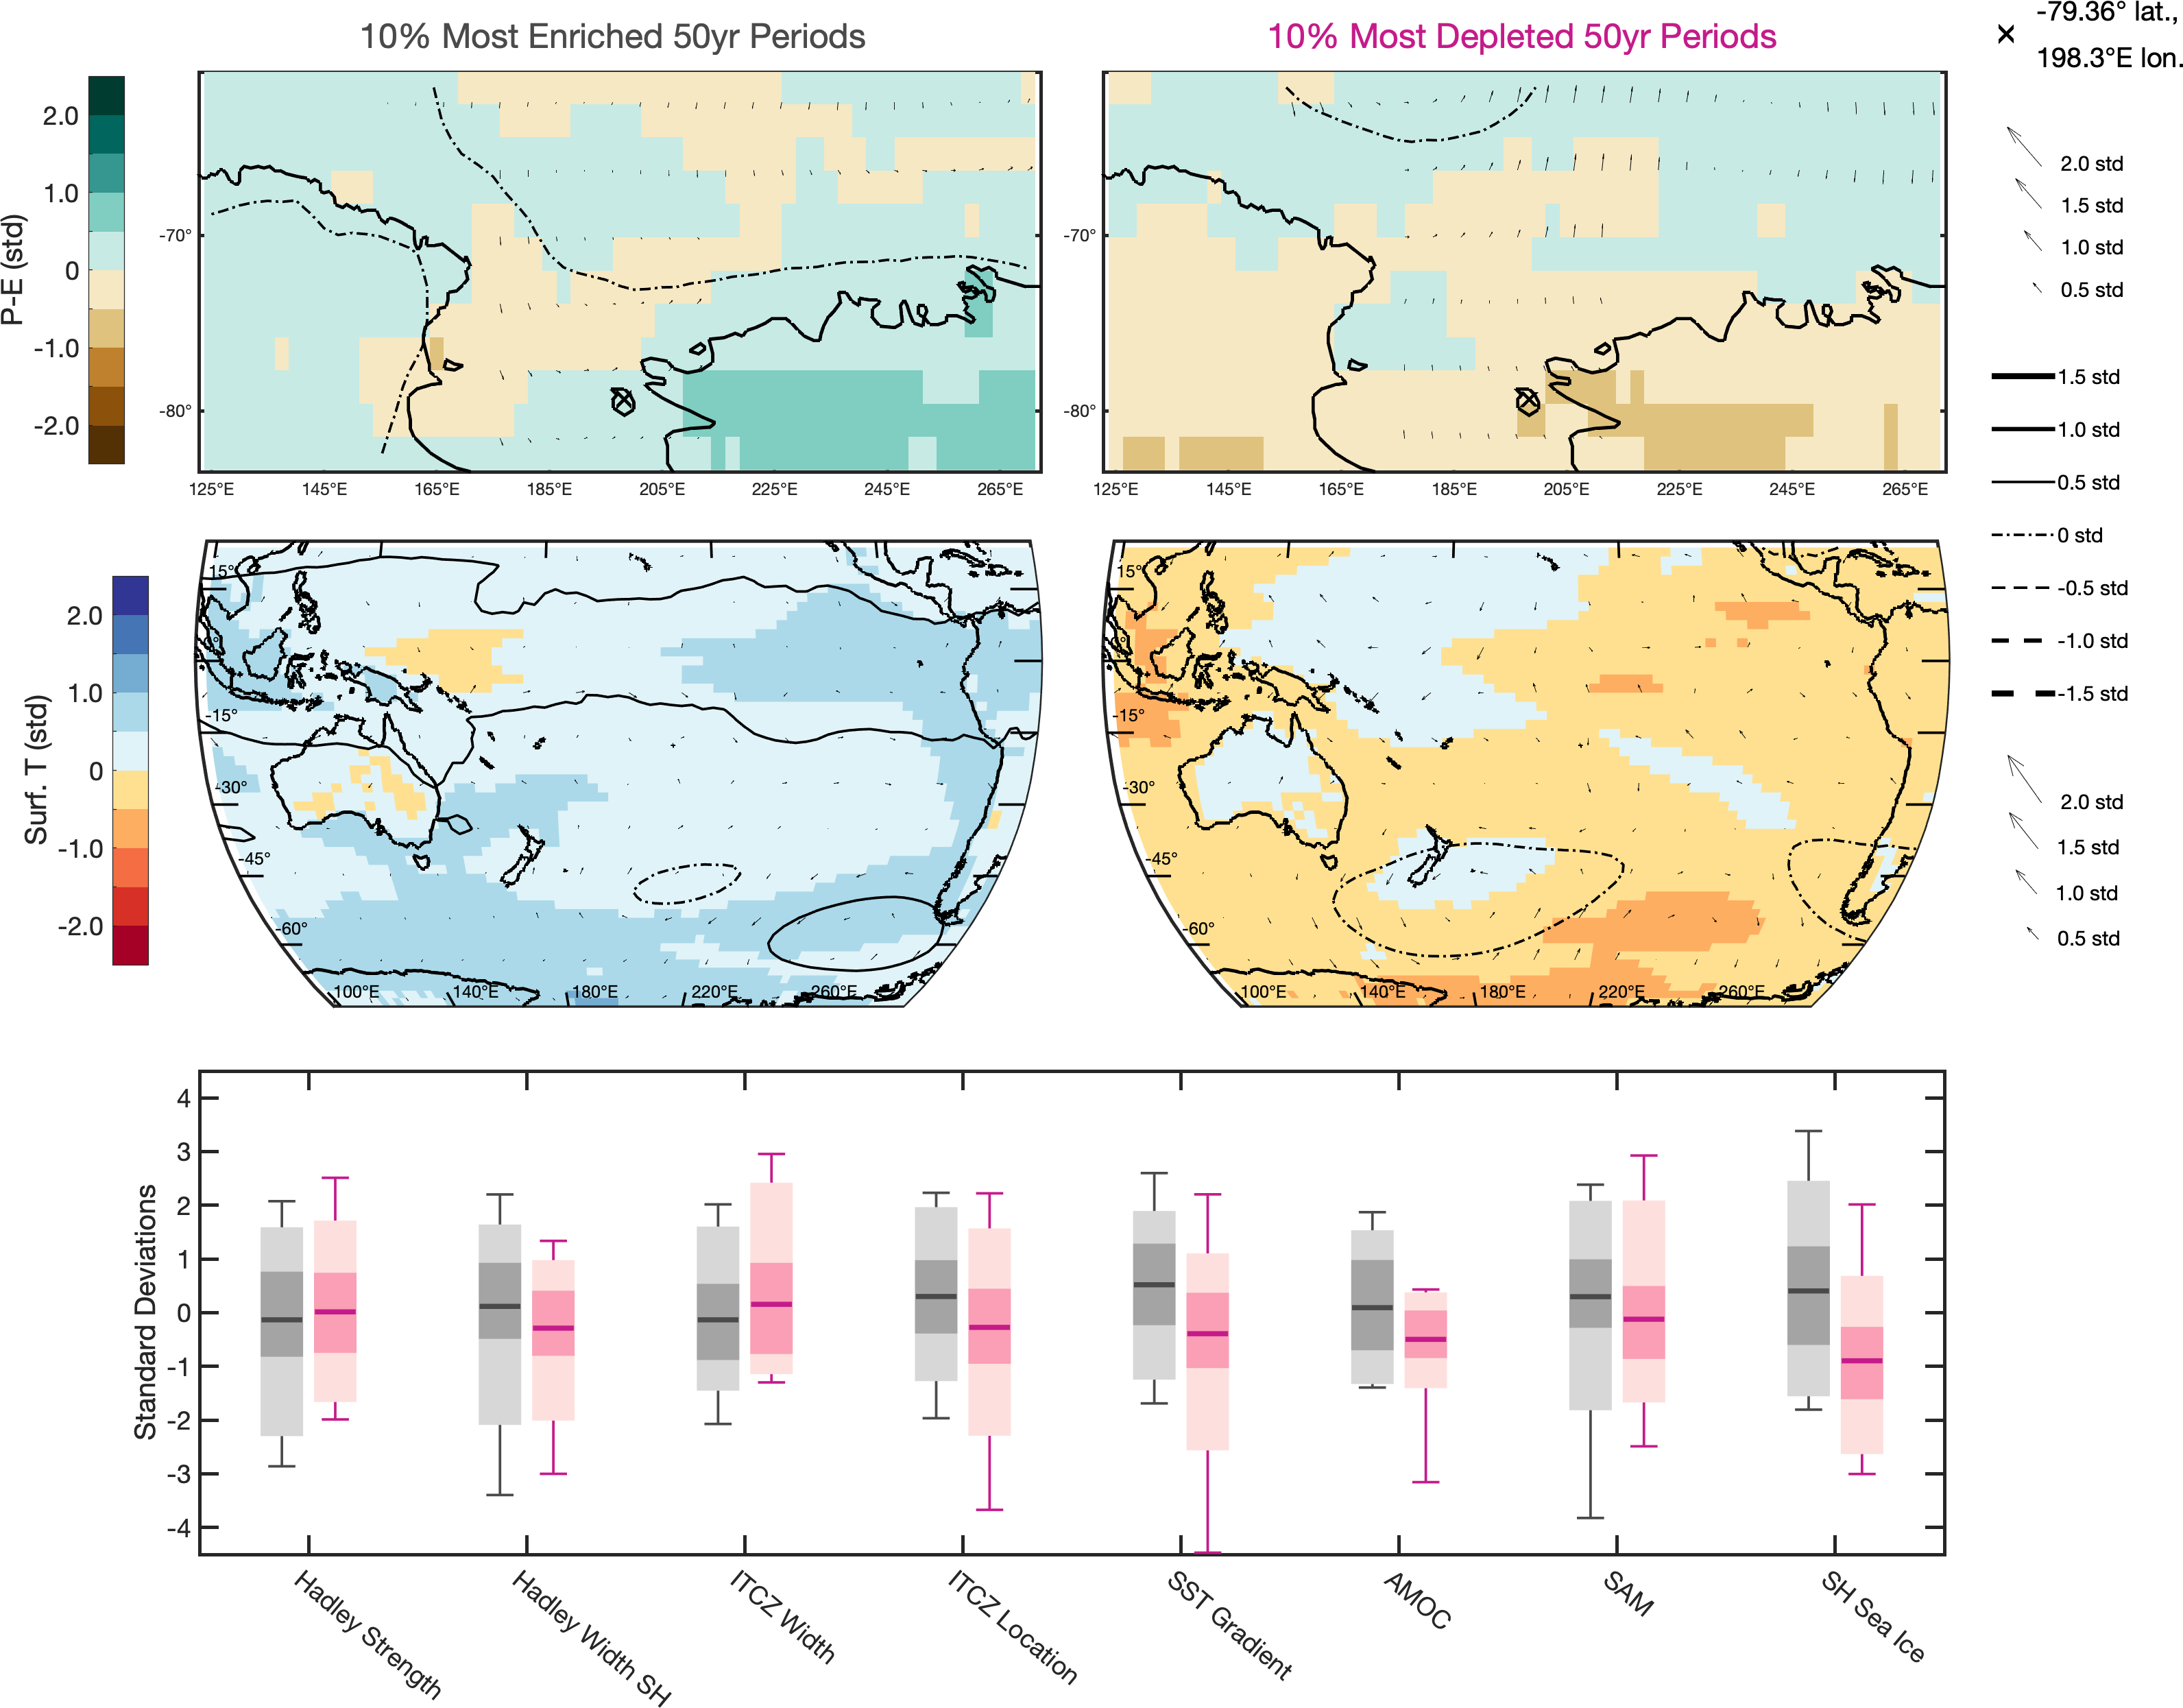 10% Most Enriched 50yr Periods
10% Most Depleted 50yr Periods
-79.36° lat.,
198.3°E lon.
P-E (std)
2.0
1.0
0
-1.0
-2.0
-70°
-80°
125°E 145°E 165°E 185°E 205°E 225°E 245°E 265°E
-70°
-80°
125°E 145°E 165°E 185°E 205°E 225°E 245°E 265°E
2.0 std
1.5 std
1.0 std
0.5 std
1.5 std
1.0 std
0.5 std
0 std
-0.5 std
-1.0 std
-1.5 std
2.0 std
1.5 std
1.0 std
0.5 std
Surf. T (std)
2.0
1.0
0
-1.0
-2.0
15°
-15°
-30°
-45°
-60°
100°E 140°E 180°E 220°E 260°E
15°
-15°
-30°
-45°
-60°
100°E 140°E 180°E 220°E 260°E
Standard Deviations
4
3
2
1
0
-1
-2
-3
-4
Hadley Strength
Hadley Width SH
ITCZ Width
ITCZ Location
SST Gradient
AMOC
SAM
SH Sea Ice